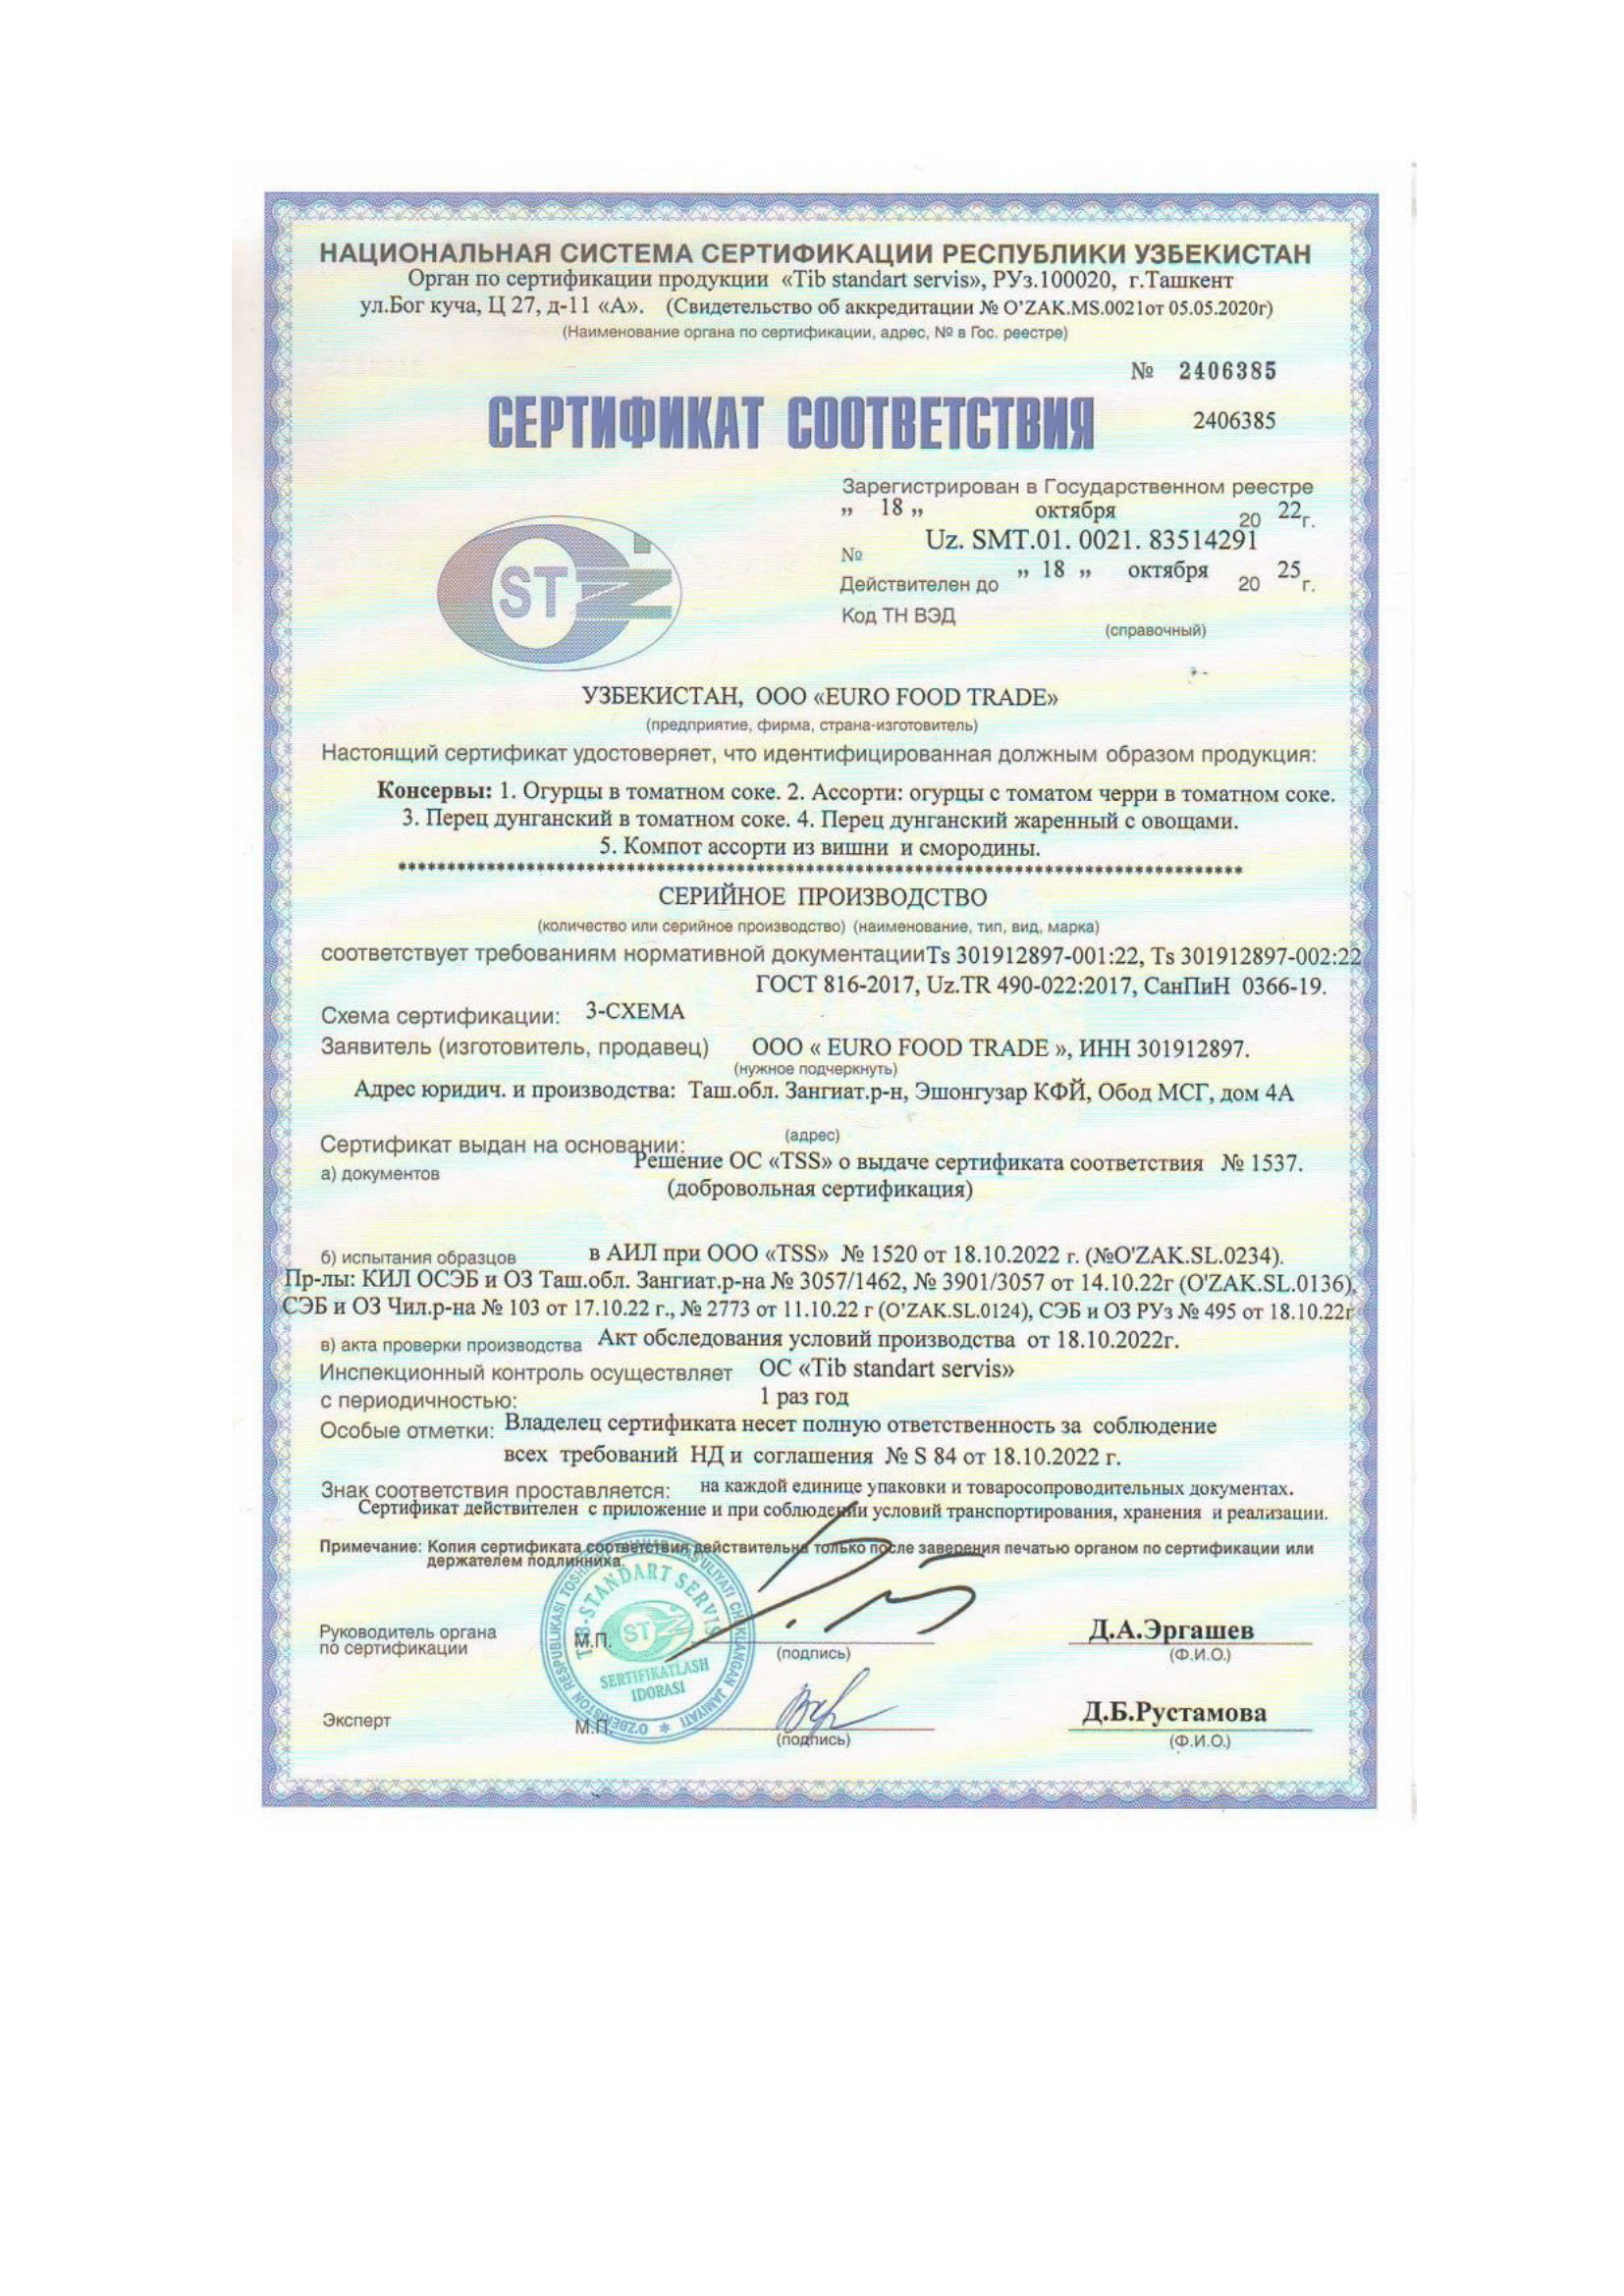 НАЦИОНАЛЬНАЯ СИСТЕМА СЕРТИФИКАЦИИ РЕСПУБЛИКИ УЗБЕКИСТАН
Орган по сертификации продукции «Tib standart servis», РУз.100020, г.Ташкент
ул.Бог куча, Ц 27, д-11 «А». (Свидетельство об аккредитации № O’ZAK.MS.0021от 05.05.2020г)
(Наименование органа по сертификации, адрес, № в Гос. реестре)
№ 2406385
СЕРТИФИКАТ СООТВЕТСТВИЯ
2406385
Зарегистрирован в Государственном реестре
„ 18 „ октября 20 22 г.
№ Uz. SMT.01. 0021. 83514291
Действителен до „ 18 „ октября 20 25 г.
Код ТН ВЭД
(справочный)
ST
УЗБЕКИСТАН, ООО «EURO FOOD TRADE»
(предприятие, фирма, страна-изготовитель)
Настоящий сертификат удостоверяет, что идентифицированная должным образом продукция:
Консервы: 1. Огурцы в томатном соке. 2. Ассорти: огурцы с томатом черри в томатном соке.
3. Перец дунганский в томатном соке. 4. Перец дунганский жаренный с овощами.
5. Компот ассорти из вишни и смородины.
СЕРИЙНОЕ ПРОИЗВОДСТВО
(количество или серийное производство) (наименование, тип, вид, марка)
соответствует требованиям нормативной документации Ts 301912897-001:22, Ts 301912897-002:22
ГОСТ 816-2017, Uz.TR 490-022:2017, СанПиН 0366-19.
Схема сертификации: 3-СХЕМА
Заявитель (изготовитель, продавец) ООО « EURO FOOD TRADE », ИНН 301912897.
(нужное подчеркнуть)
Адрес юридич. и производства: Таш.обл. Зангиат.р-н, Эшонгузар КФЙ, Обод МСГ, дом 4А
(адрес)
Сертификат выдан на основании:
а) документов Решение ОС «TSS» о выдаче сертификата соответствия № 1537.
(добровольная сертификация)
б) испытания образцов в АИЛ при ООО «TSS» № 1520 от 18.10.2022 г. (№O'ZAK.SL.0234).
Пр-лы: КИЛ ОСЭБ и ОЗ Таш.обл. Зангиат.р-на № 3057/1462, № 3901/3057 от 14.10.22г (O'ZAK.SL.0136),
СЭБ и ОЗ Чил.р-на № 103 от 17.10.22 г., № 2773 от 11.10.22 г (O’ZAK.SL.0124), СЭБ и ОЗ РУз № 495 от 18.10.22г
в) акта проверки производства Акт обследования условий производства от 18.10.2022г.
Инспекционный контроль осуществляет ОС «Tib standart servis»
с периодичностью: 1 раз год
Особые отметки: Владелец сертификата несет полную ответственность за соблюдение
всех требований НД и соглашения № S 84 от 18.10.2022 г.
Знак соответствия проставляется: на каждой единице упаковки и товаросопроводительных документах.
Сертификат действителен с приложение и при соблюдении условий транспортирования, хранения и реализации.
Примечание: Копия сертификата соответствия действительна только после заверения печатью органом по сертификации или
держателем подлинника.
Руководитель органа
по сертификации
М.П.
(подпись)
Д.А.Эргашев
(Ф.И.О.)
TIB-STANDART SERVIS
ST
SERTIFIKATLASH
IDORASI
Эксперт
М.П.
(подпись)
Д.Б.Рустамова
(Ф.И.О.)